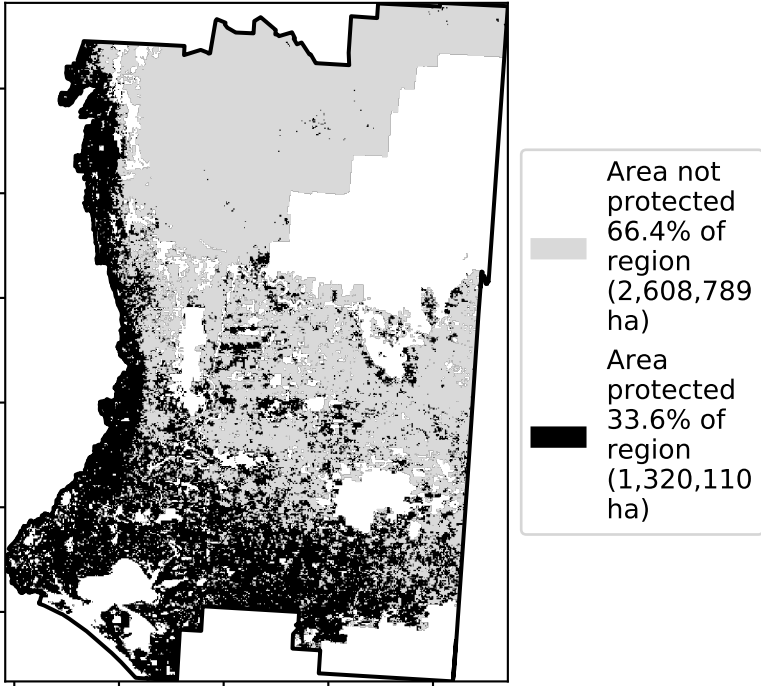 Area not
protected
66.4% of
region
(2,608,789
ha)
Area
protected
33.6% of
region
(1,320,110
ha)